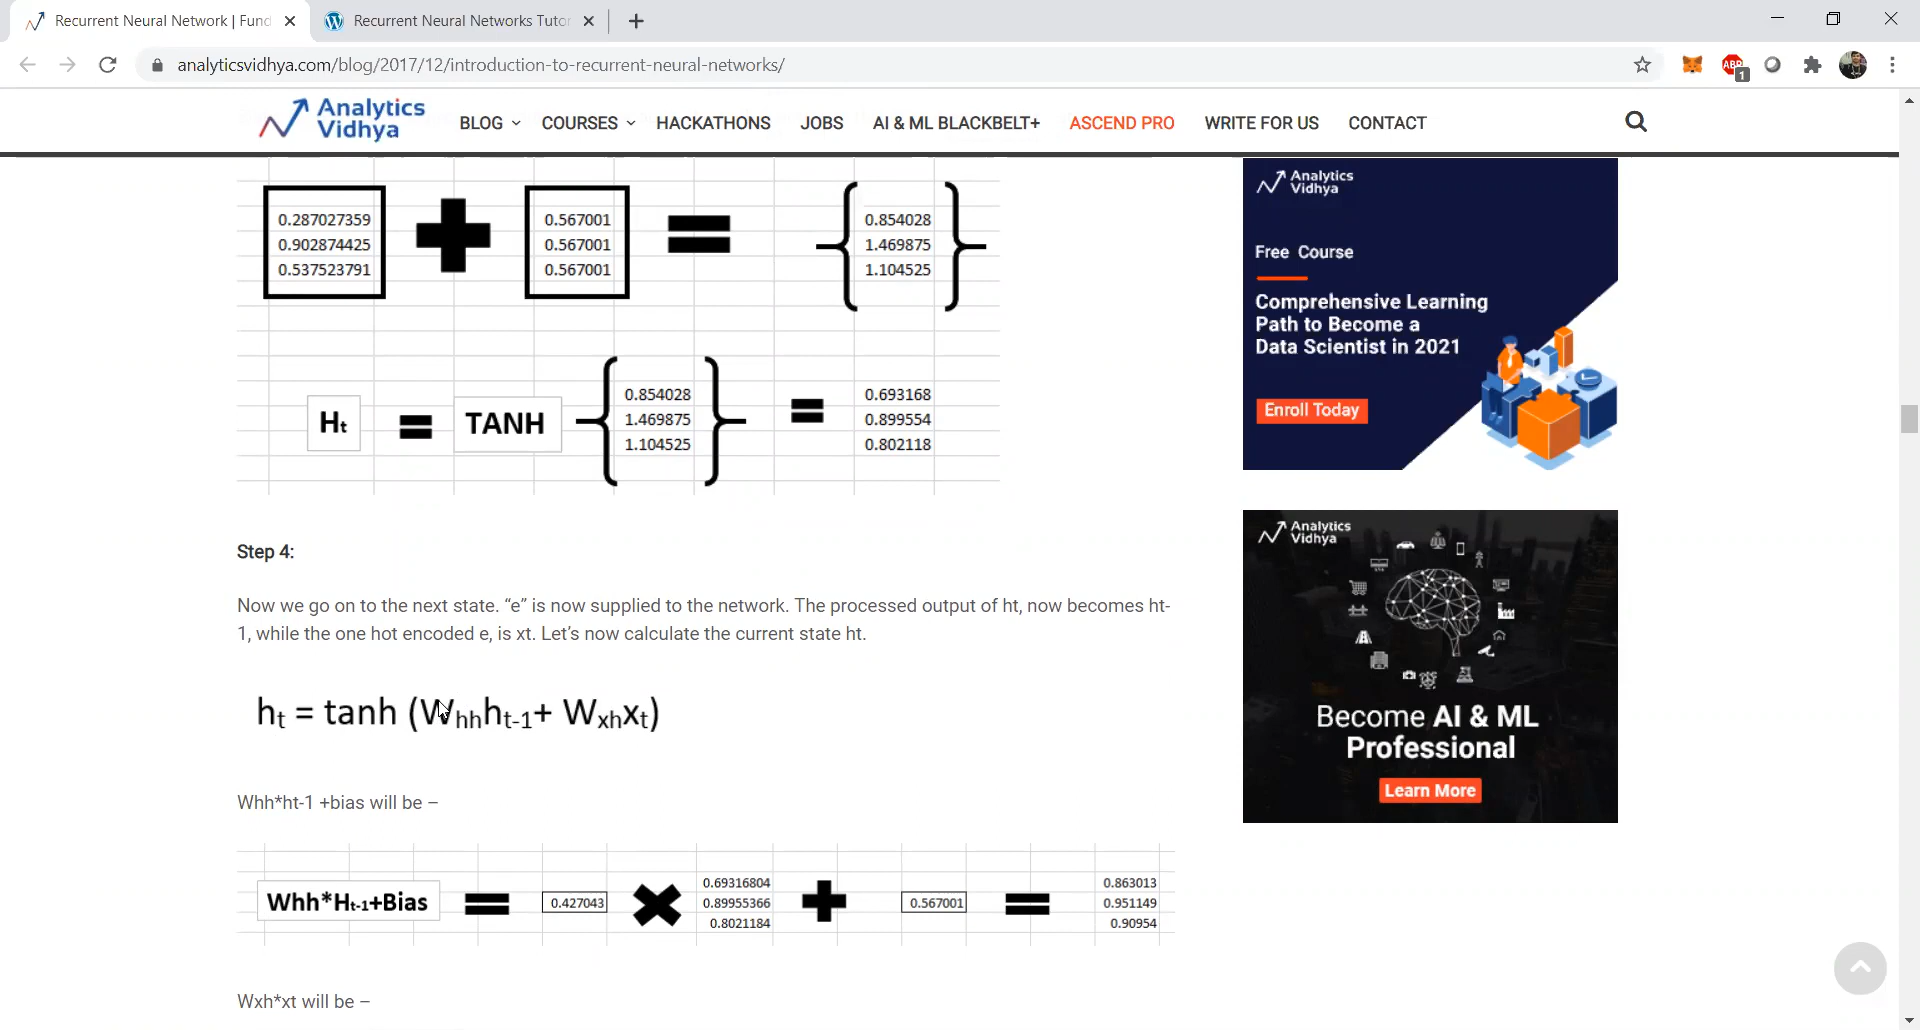 Recurrent Neural Network | Fund
Recurrent Neural Networks Tutor
analyticsvidhya.com/blog/2017/12/introduction-to-recurrent-neural-networks/
ABP
1
Analytics
Vidhya
BLOG
COURSES
HACKATHONS
JOBS
AI & ML BLACKBELT+
ASCEND PRO
WRITE FOR US
CONTACT
0.287027359
0.902874425
0.537523791
+
0.567001
0.567001
0.567001
=
0.854028
1.469875
1.104525
Ht
=
TANH
0.854028
1.469875
1.104525
=
0.693168
0.899554
0.802118
Step 4:
Now we go on to the next state. “e” is now supplied to the network. The processed output of ht, now becomes ht-
1, while the one hot encoded e, is xt. Let’s now calculate the current state ht.
ht = tanh (Whhht-1+ Wxhxt)
Whh*ht-1 +bias will be –
Whh*Ht-1+Bias
=
0.427043
×
0.69316804
0.89955366
0.8021184
+
0.567001
=
0.863013
0.951149
0.90954
Wxh*xt will be –
Analytics
Vidhya
Free Course
Comprehensive Learning
Path to Become a
Data Scientist in 2021
Enroll Today
Analytics
Vidhya
Become AI & ML
Professional
Learn More